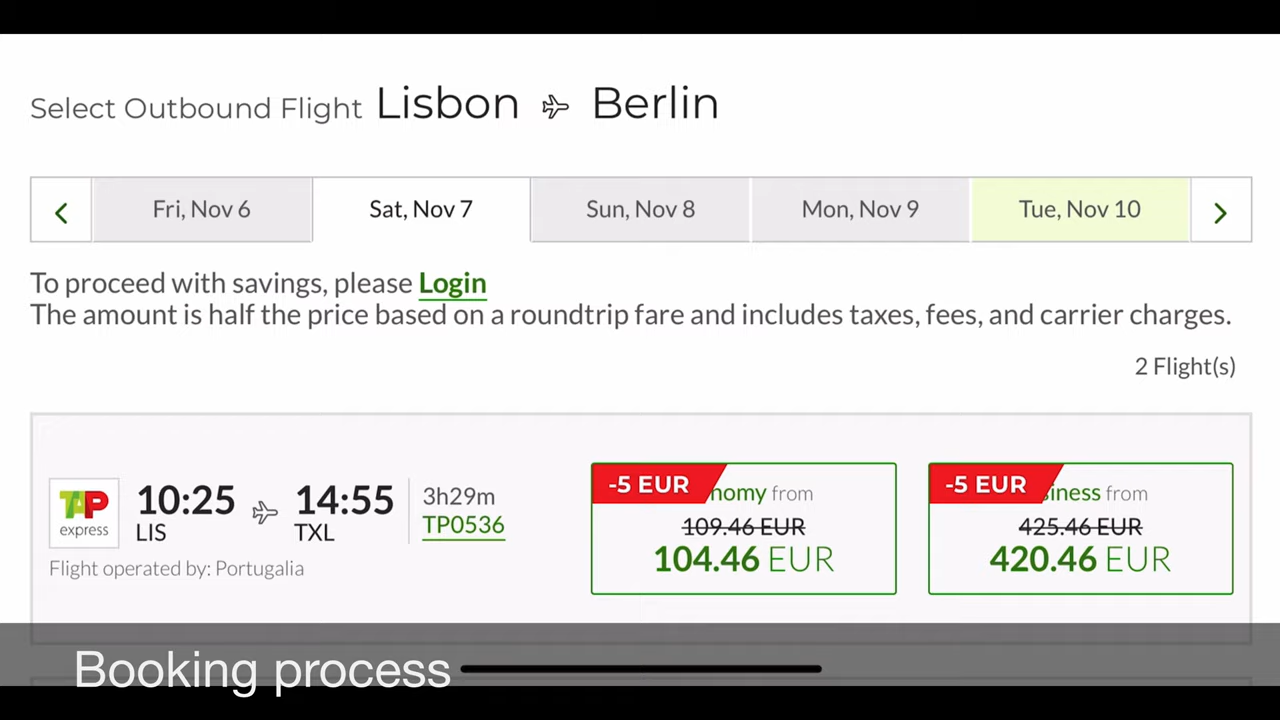 Select Outbound Flight Lisbon Berlin
Fri, Nov 6
Sat, Nov 7
Sun, Nov 8
Mon, Nov 9
Tue, Nov 10
To proceed with savings, please Login
The amount is half the price based on a roundtrip fare and includes taxes, fees, and carrier charges.
2 Flight(s)
TAP
express
10:25
LIS
14:55
TXL
3h29m
TP0536
Flight operated by: Portugalia
-5 EUR
nomy from
109.46 EUR
104.46 EUR
-5 EUR
iness from
425.46 EUR
420.46 EUR
Booking process